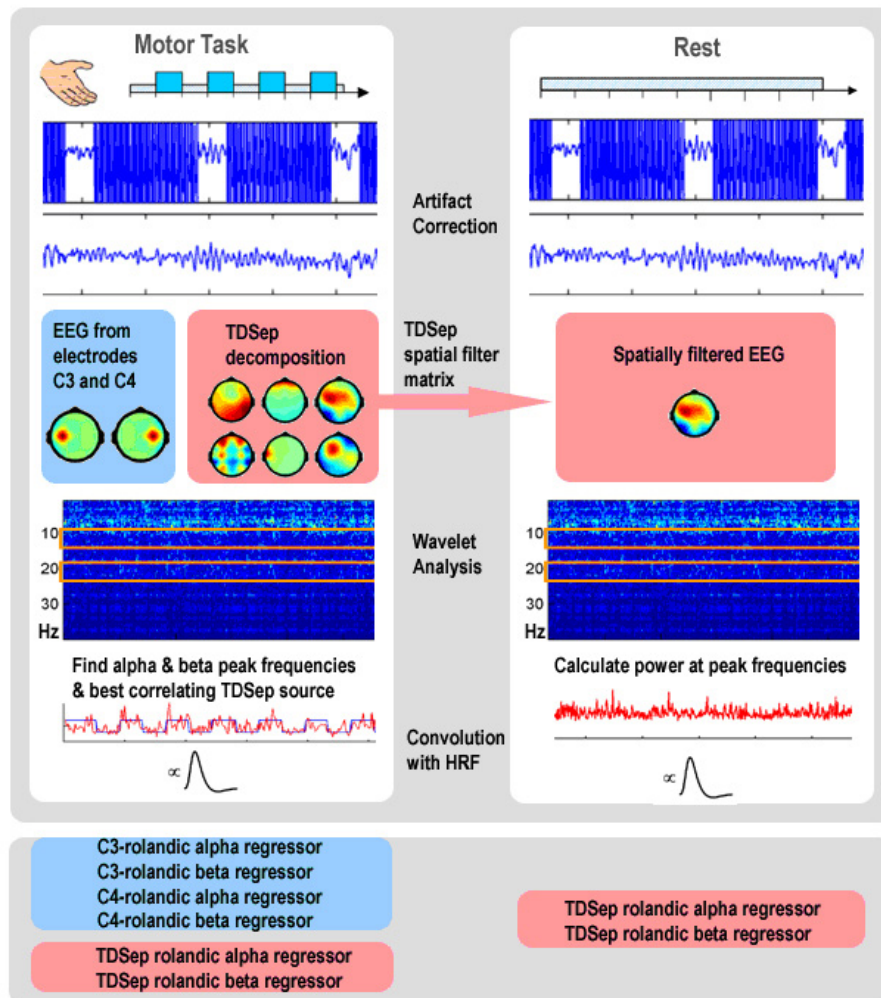 Motor Task
Rest
Artifact
Correction
EEG from
electrodes
C3 and C4
TDSep
decomposition
TDSep
spatial filter
matrix
Spatially filtered EEG
10
20
30
Hz
Wavelet
Analysis
10
20
30
Hz
Find alpha & beta peak frequencies
& best correlating TDSep source
Calculate power at peak frequencies
Convolution
with HRF
∝
∝
C3-rolandic alpha regressor
C3-rolandic beta regressor
C4-rolandic alpha regressor
C4-rolandic beta regressor
TDSep rolandic alpha regressor
TDSep rolandic beta regressor
TDSep rolandic alpha regressor
TDSep rolandic beta regressor